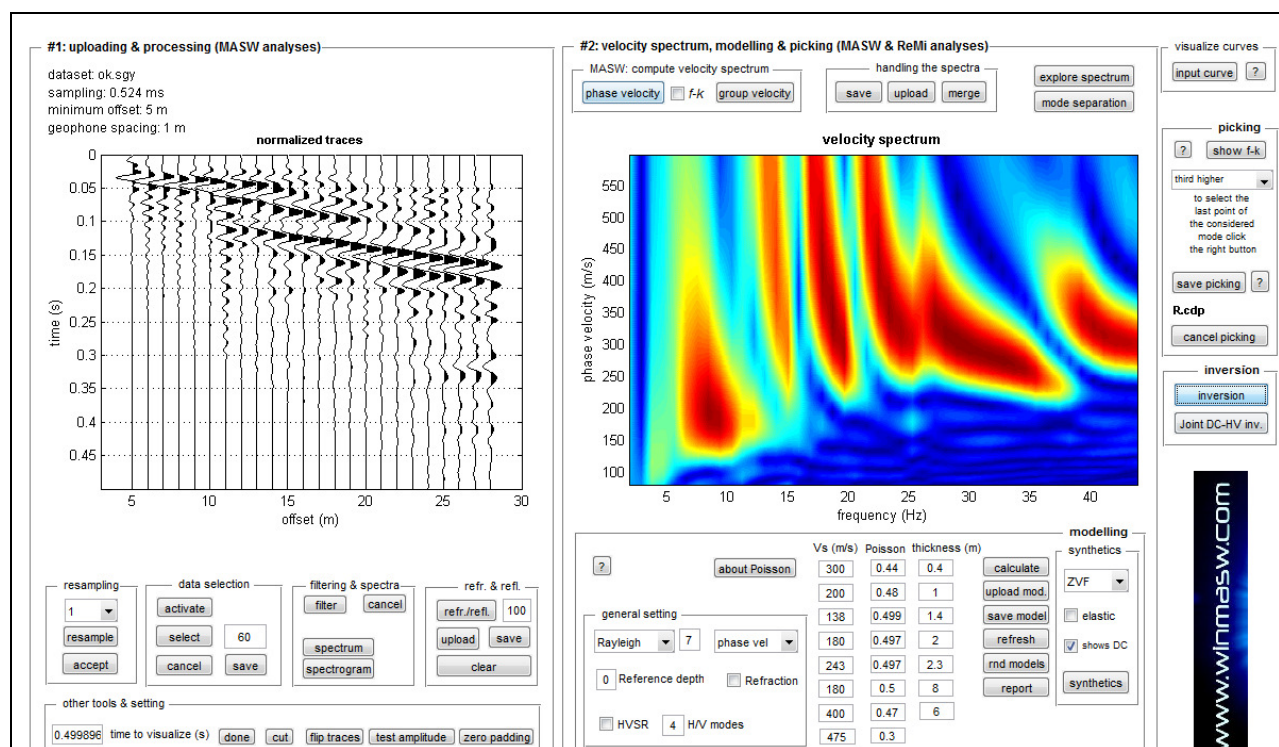 #1: uploading & processing (MASW analyses)
dataset: ok.sgy
sampling: 0.524 ms
minimum offset: 5 m
geophone spacing: 1 m
normalized traces
0
0.05
0.1
0.15
0.2
0.25
0.3
0.35
0.4
0.45
time (s)
5 10 15 20 25 30
offset (m)
resampling
1
resample
accept
data selection
activate
select 60
cancel save
filtering & spectra
filter cancel
spectrum
spectrogram
refr. & refl.
refr./refl. 100
upload save
clear
other tools & setting
0.499896 time to visualize (s) done cut flip traces test amplitude zero padding
#2: velocity spectrum, modelling & picking (MASW & ReMi analyses)
MASW: compute velocity spectrum
phase velocity f-k group velocity
handling the spectra
save upload merge
explore spectrum
mode separation
velocity spectrum
550
500
450
400
350
300
250
200
150
100
phase velocity (m/s)
5 10 15 20 25 30 35 40
frequency (Hz)
modelling
?
about Poisson
general setting
Rayleigh 7 phase vel
0 Reference depth Refraction
HVSR 4 H/V modes
Vs (m/s) Poisson thickness (m)
300 0.44 0.4
200 0.48 1
138 0.499 1.4
180 0.497 2
243 0.497 2.3
180 0.5 8
400 0.47 6
475 0.3
calculate
upload mod.
save model
refresh
rnd models
report
synthetics
ZVF
elastic
shows DC
synthetics
visualize curves
input curve ?
picking
? show f-k
third higher
to select the
last point of
the considered
mode click
the right button
save picking ?
R.cdp
cancel picking
inversion
inversion
Joint DC-HV inv.
www.winmasw.com